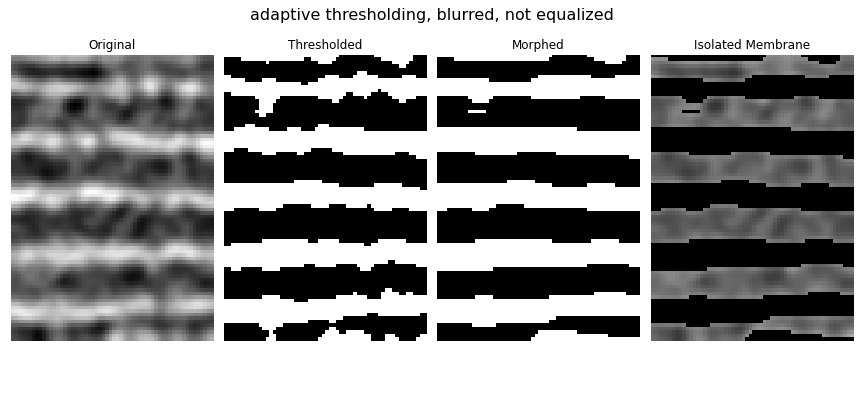 adaptive thresholding, blurred, not equalized
Original
Thresholded
Morphed
Isolated Membrane